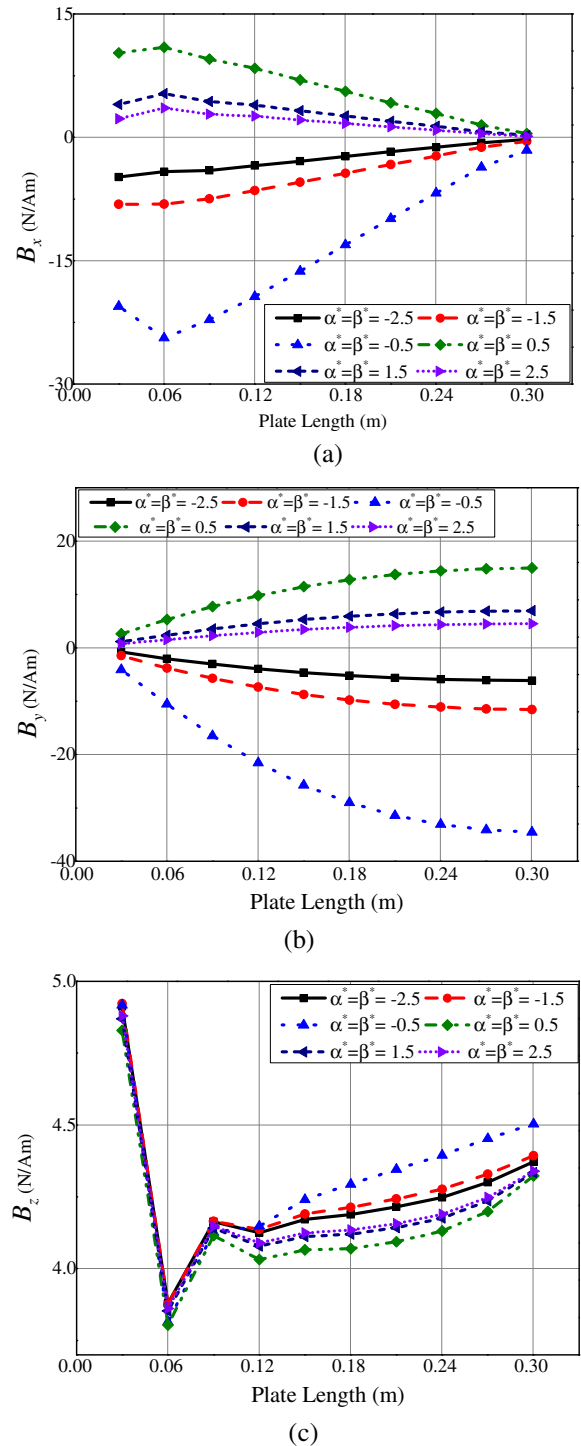 15
0
-15
-30
B_x (N/Am)
α*=β*= -2.5 α*=β*= -1.5
α*=β*= -0.5 α*=β*= 0.5
α*=β*= 1.5 α*=β*= 2.5
0.00 0.06 0.12 0.18 0.24 0.30
Plate Length (m)
(a)
α*=β*= -2.5 α*=β*= -1.5 α*=β*= -0.5
α*=β*= 0.5 α*=β*= 1.5 α*=β*= 2.5
20
0
-20
-40
B_y (N/Am)
0.00 0.06 0.12 0.18 0.24 0.30
Plate Length (m)
(b)
5.0
4.5
4.0
B_z (N/Am)
α*=β*= -2.5 α*=β*= -1.5
α*=β*= -0.5 α*=β*= 0.5
α*=β*= 1.5 α*=β*= 2.5
0.00 0.06 0.12 0.18 0.24 0.30
Plate Length (m)
(c)